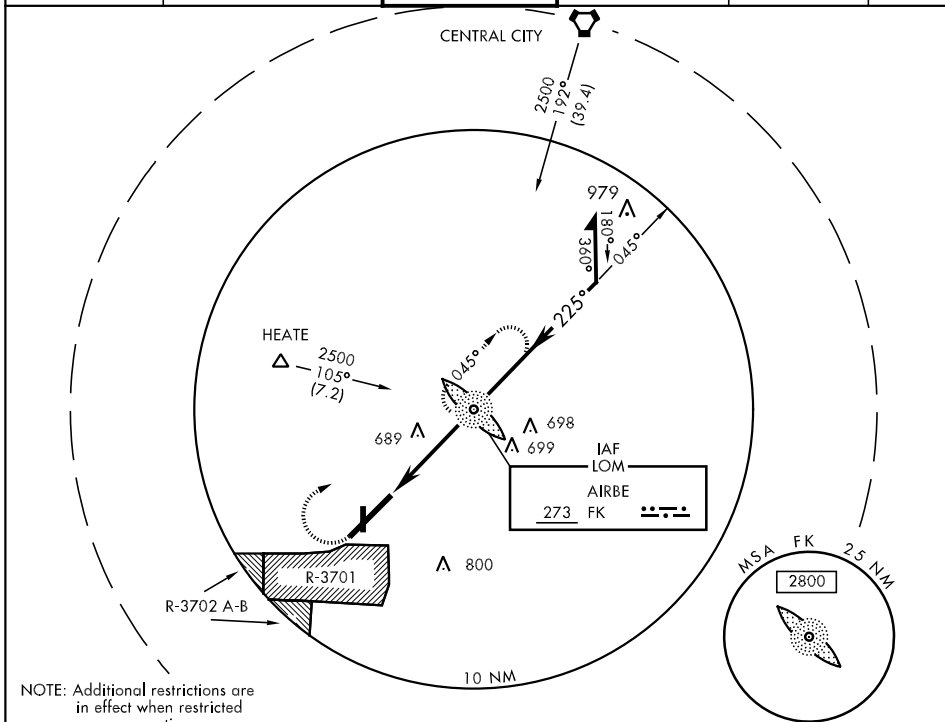 CENTRAL CITY
2500
192°
(39.4)
979
180°
360°
045°
225°
HEATE
2500
105°
(7.2)
045°
689
698
699
IAF
LOM
AIRBE
273 FK
800
R-3701
R-3702 A-B
MSA FK 25 NM
2800
10 NM
NOTE: Additional restrictions are
in effect when restricted